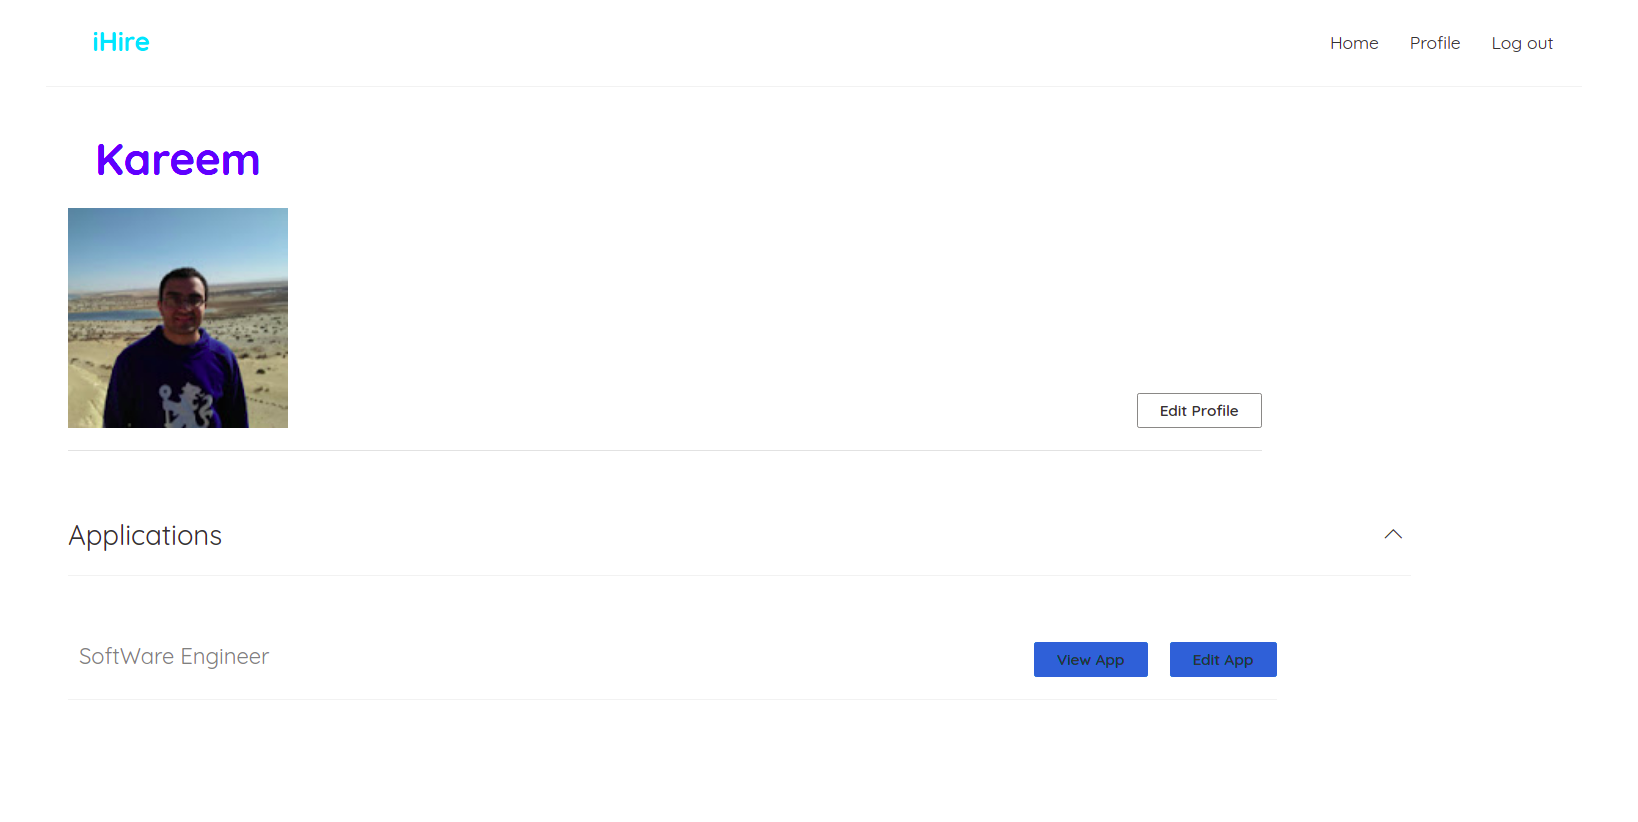 iHire
Home Profile Log out
Kareem
Edit Profile
Applications
SoftWare Engineer
View App Edit App